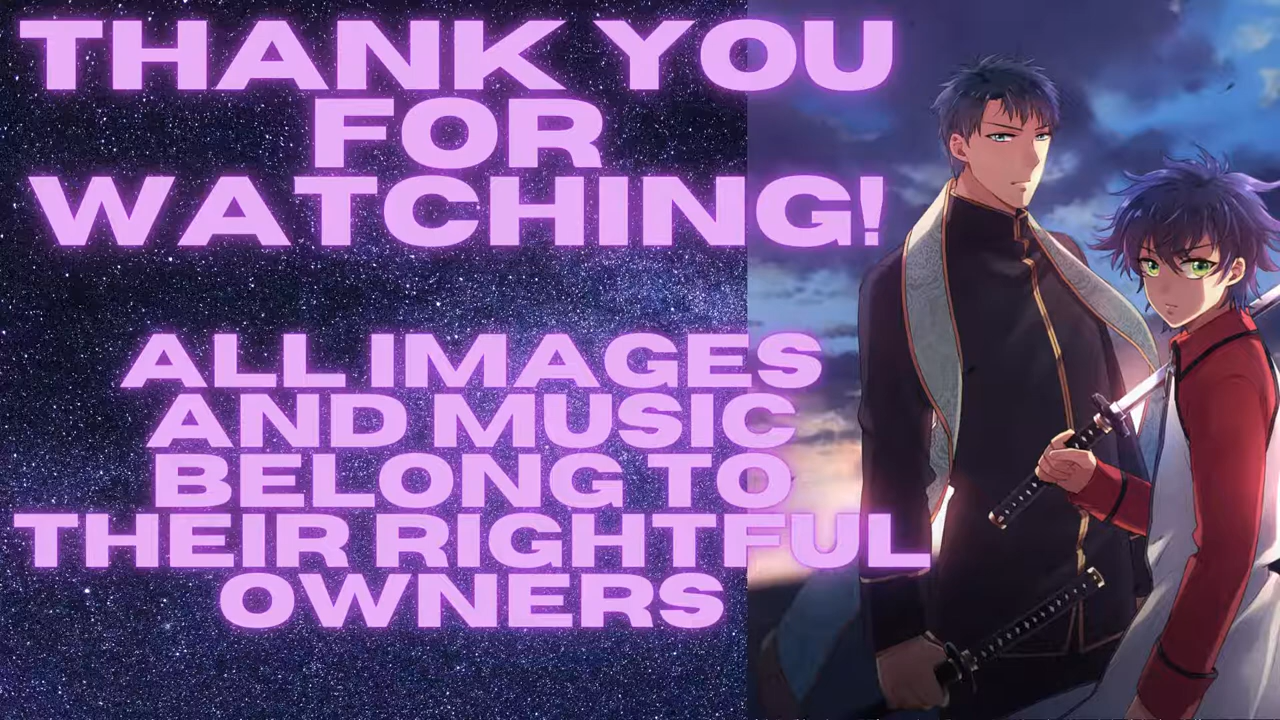 THANK YOU
FOR
WATCHING!
ALL IMAGES
AND MUSIC
BELONG TO
THEIR RIGHTFUL
OWNERS